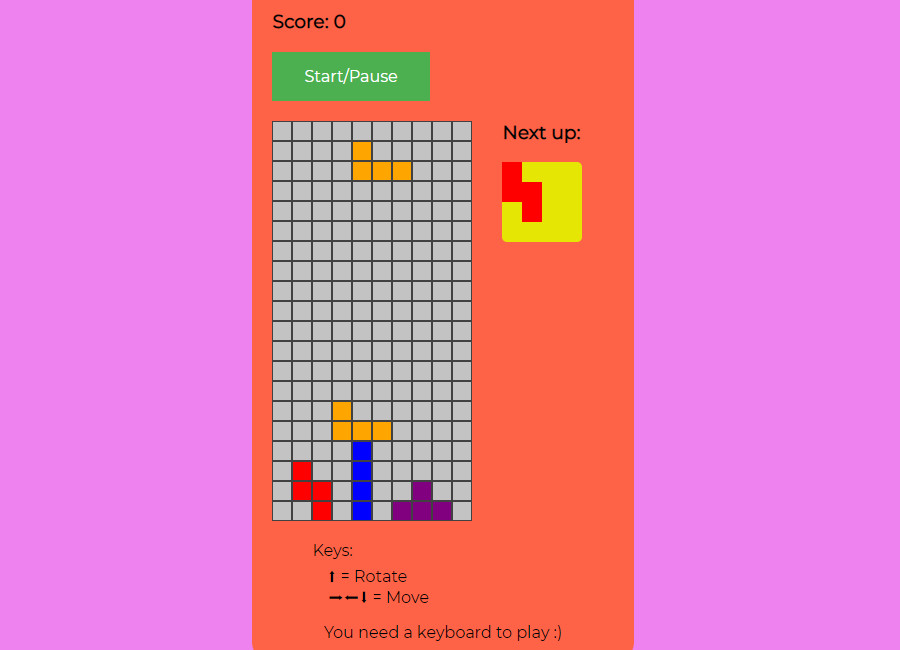 Score: 0
Start/Pause
Next up:
Keys:
⬆ = Rotate
➡⬅⬇ = Move
You need a keyboard to play :)